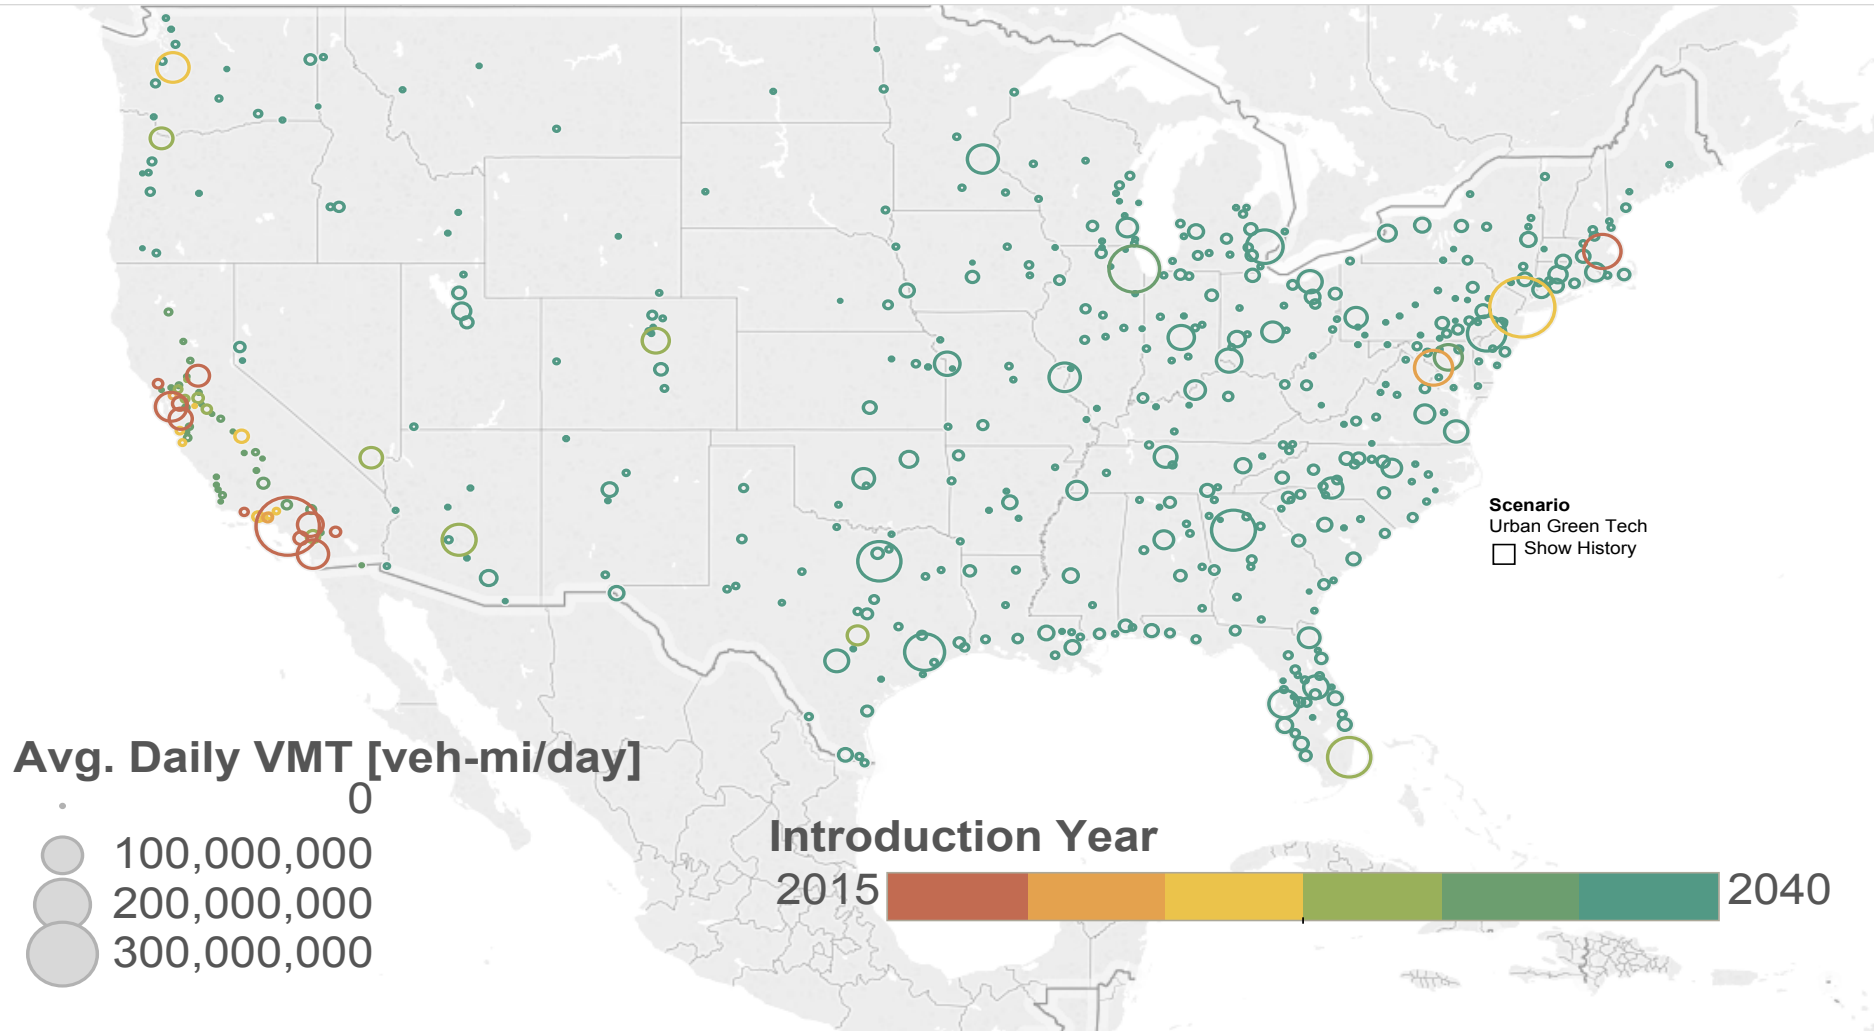 Scenario
Urban Green Tech
Show History
Avg. Daily VMT [veh-mi/day]
0
100,000,000
200,000,000
300,000,000
Introduction Year
2015
2040